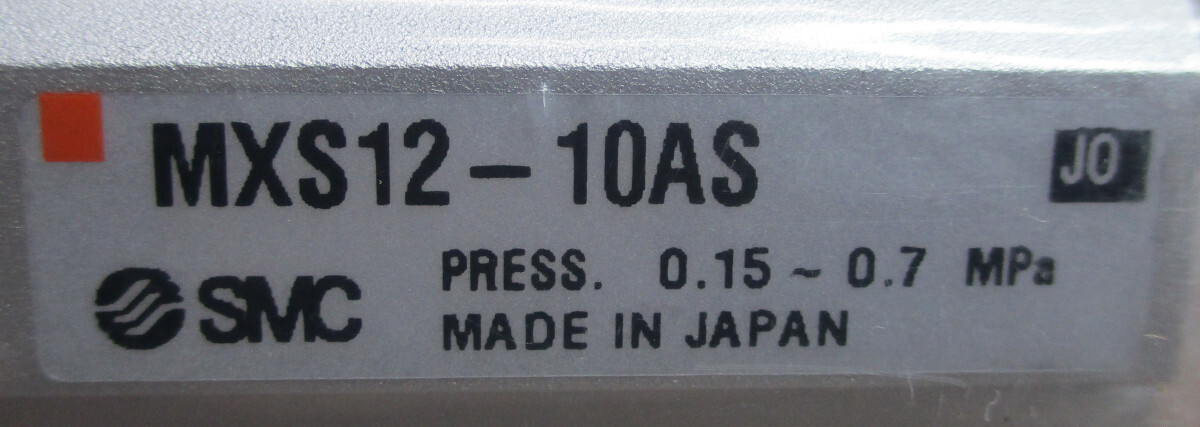 MXS12-10AS
JO
SMC
PRESS. 0.15~0.7 MPa
MADE IN JAPAN